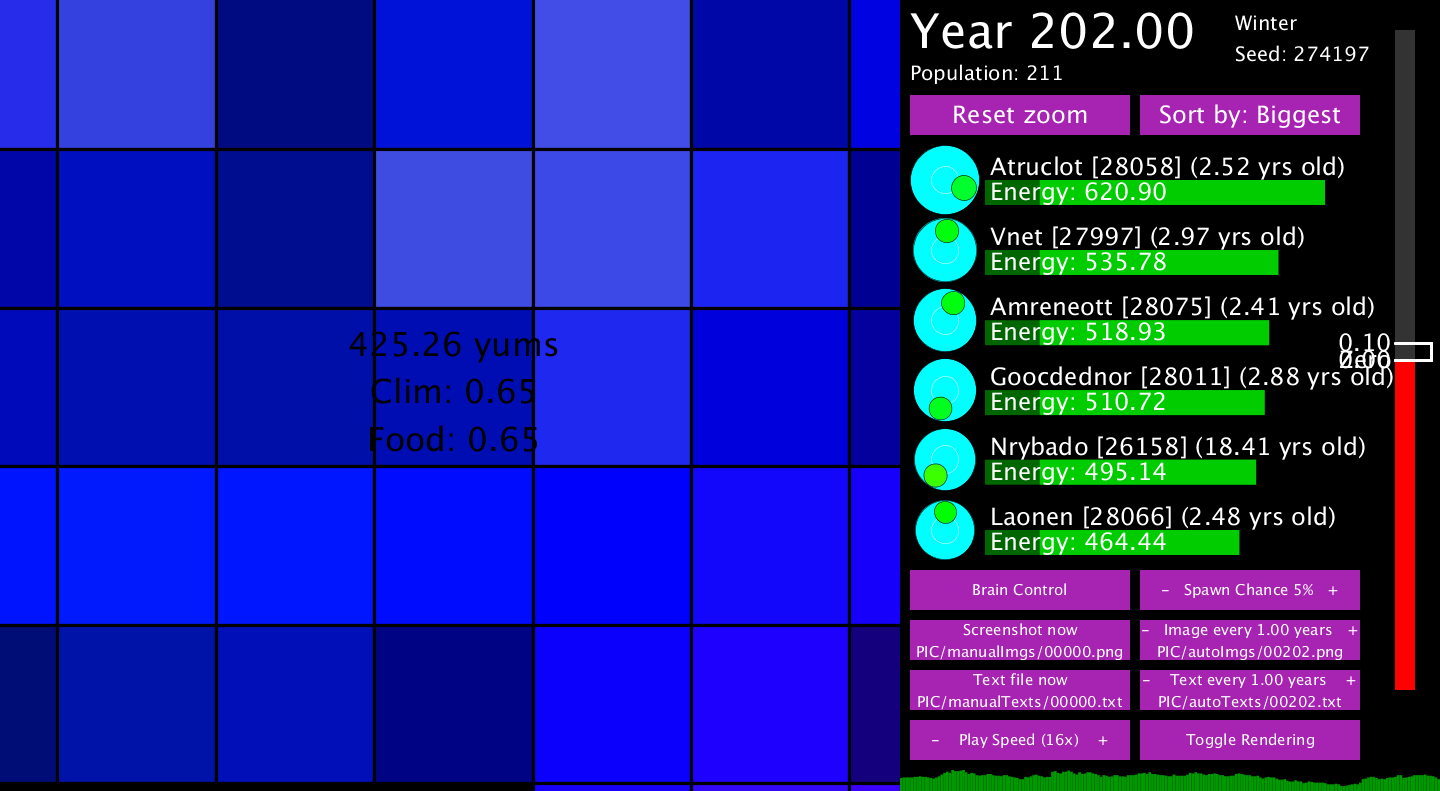 Year 202.00
Winter
Seed: 274197
Population: 211
Reset zoom
Sort by: Biggest
Atruclot [28058] (2.52 yrs old)
Energy: 620.90
Vnet [27997] (2.97 yrs old)
Energy: 535.78
Amreneott [28075] (2.41 yrs old)
Energy: 518.93
0.10
Zero
425.26 yums
Clim: 0.65
Food: 0.65
Goocdednor [28011] (2.88 yrs old)
Energy: 510.72
Nrybado [26158] (18.41 yrs old)
Energy: 495.14
Laonen [28066] (2.48 yrs old)
Energy: 464.44
Brain Control
- Spawn Chance 5% +
Screenshot now
PIC/manualImgs/00000.png
- Image every 1.00 years +
PIC/autoImgs/00202.png
Text file now
PIC/manualTexts/00000.txt
- Text every 1.00 years +
PIC/autoTexts/00202.txt
- Play Speed (16x) +
Toggle Rendering